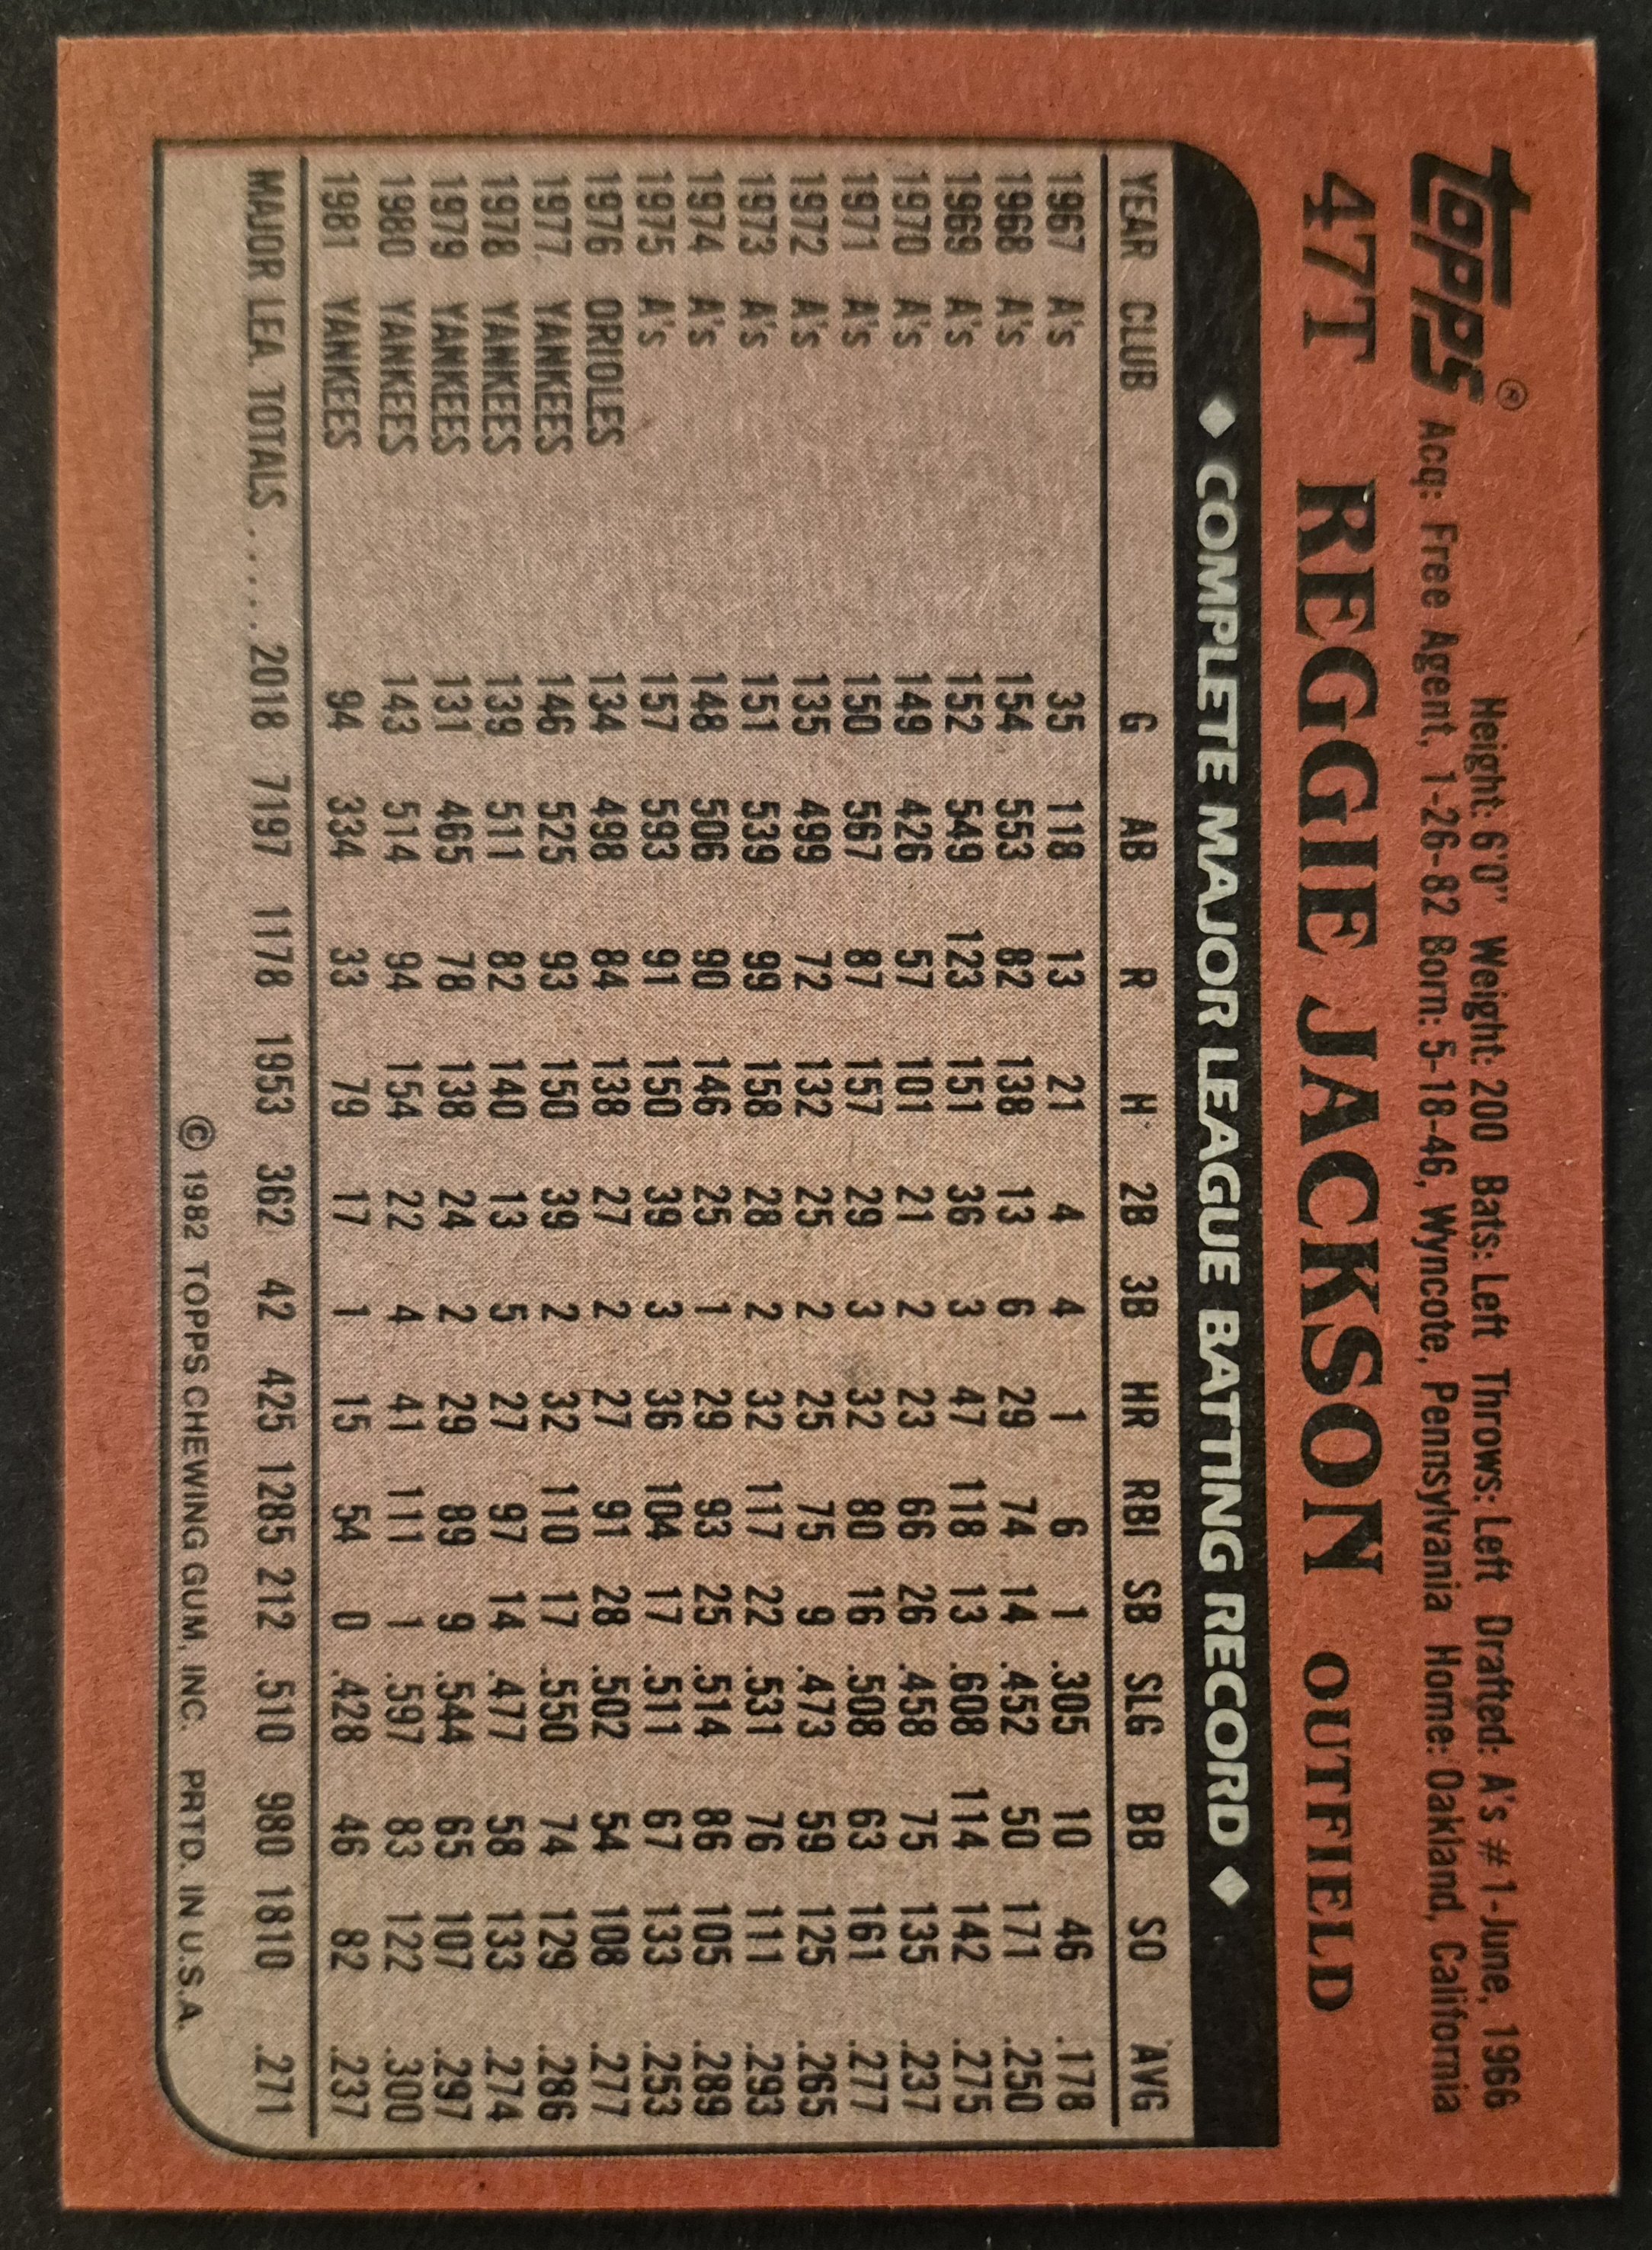 topps® Height: 6'0" Weight: 200 Bats: Left Throws: Left Drafted: A's #1-June, 1966
Acq: Free Agent, 1-26-82 Born: 5-18-46, Wyncote, Pennsylvania Home: Oakland, California
47T REGGIE JACKSON OUTFIELD
◆ COMPLETE MAJOR LEAGUE BATTING RECORD ◆
YEAR CLUB G AB R H 2B 3B HR RBI SB SLG BB SO AVG
1967 A's 35 118 13 21 4 4 1 6 1 .305 10 46 .178
1968 A's 154 553 82 138 13 6 29 74 14 .452 50 171 .250
1969 A's 152 549 123 151 36 3 47 118 13 .608 114 142 .275
1970 A's 149 426 57 101 21 2 23 66 26 .458 75 135 .237
1971 A's 150 567 87 157 29 3 32 80 16 .508 63 161 .277
1972 A's 135 499 72 132 25 2 25 75 9 .473 59 125 .265
1973 A's 151 539 99 158 28 2 32 117 22 .531 76 111 .293
1974 A's 148 506 90 146 25 1 29 93 25 .514 86 105 .289
1975 A's 157 593 91 150 39 3 36 104 17 .511 67 133 .253
1976 ORIOLES 134 498 84 138 27 2 27 91 28 .502 54 108 .277
1977 YANKEES 146 525 93 150 39 2 32 110 17 .550 74 129 .286
1978 YANKEES 139 511 82 140 13 5 27 97 14 .477 58 133 .274
1979 YANKEES 131 465 78 138 24 2 29 89 9 .544 65 107 .297
1980 YANKEES 143 514 94 154 22 4 41 111 1 .597 83 122 .300
1981 YANKEES 94 334 33 79 17 1 15 54 0 .428 46 82 .237
MAJOR LEA. TOTALS ...... 2018 7197 1178 1953 362 42 425 1285 212 .510 980 1810 .271
© 1982 TOPPS CHEWING GUM, INC. PRTD. IN U.S.A.